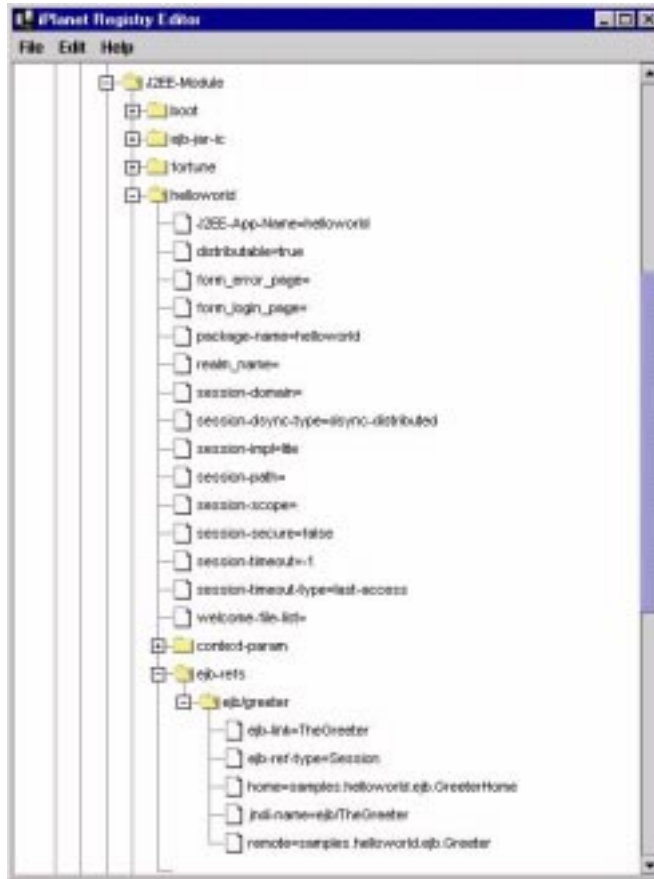 iPlanet Registry Editor
File Edit Help
J2EE-Module
boot
ejb-jar-ic
fortune
helloworld
J2EE-App-Name=helloworld
distributable=true
form_error_page=
form_login_page=
package-name=helloworld
realm_name=
session-domain=
session-dsync-type=dsync-distributed
session-impl=lite
session-path=
session-scope=
session-secure=false
session-timeout=-1
session-timeout-type=last-access
welcome-file-list=
context-param
ejb-refs
ejb/greeter
ejb-link=TheGreeter
ejb-ref-type=Session
home=samples.helloworld.ejb.GreeterHome
jndi-name=ejb/TheGreeter
remote=samples.helloworld.ejb.Greeter